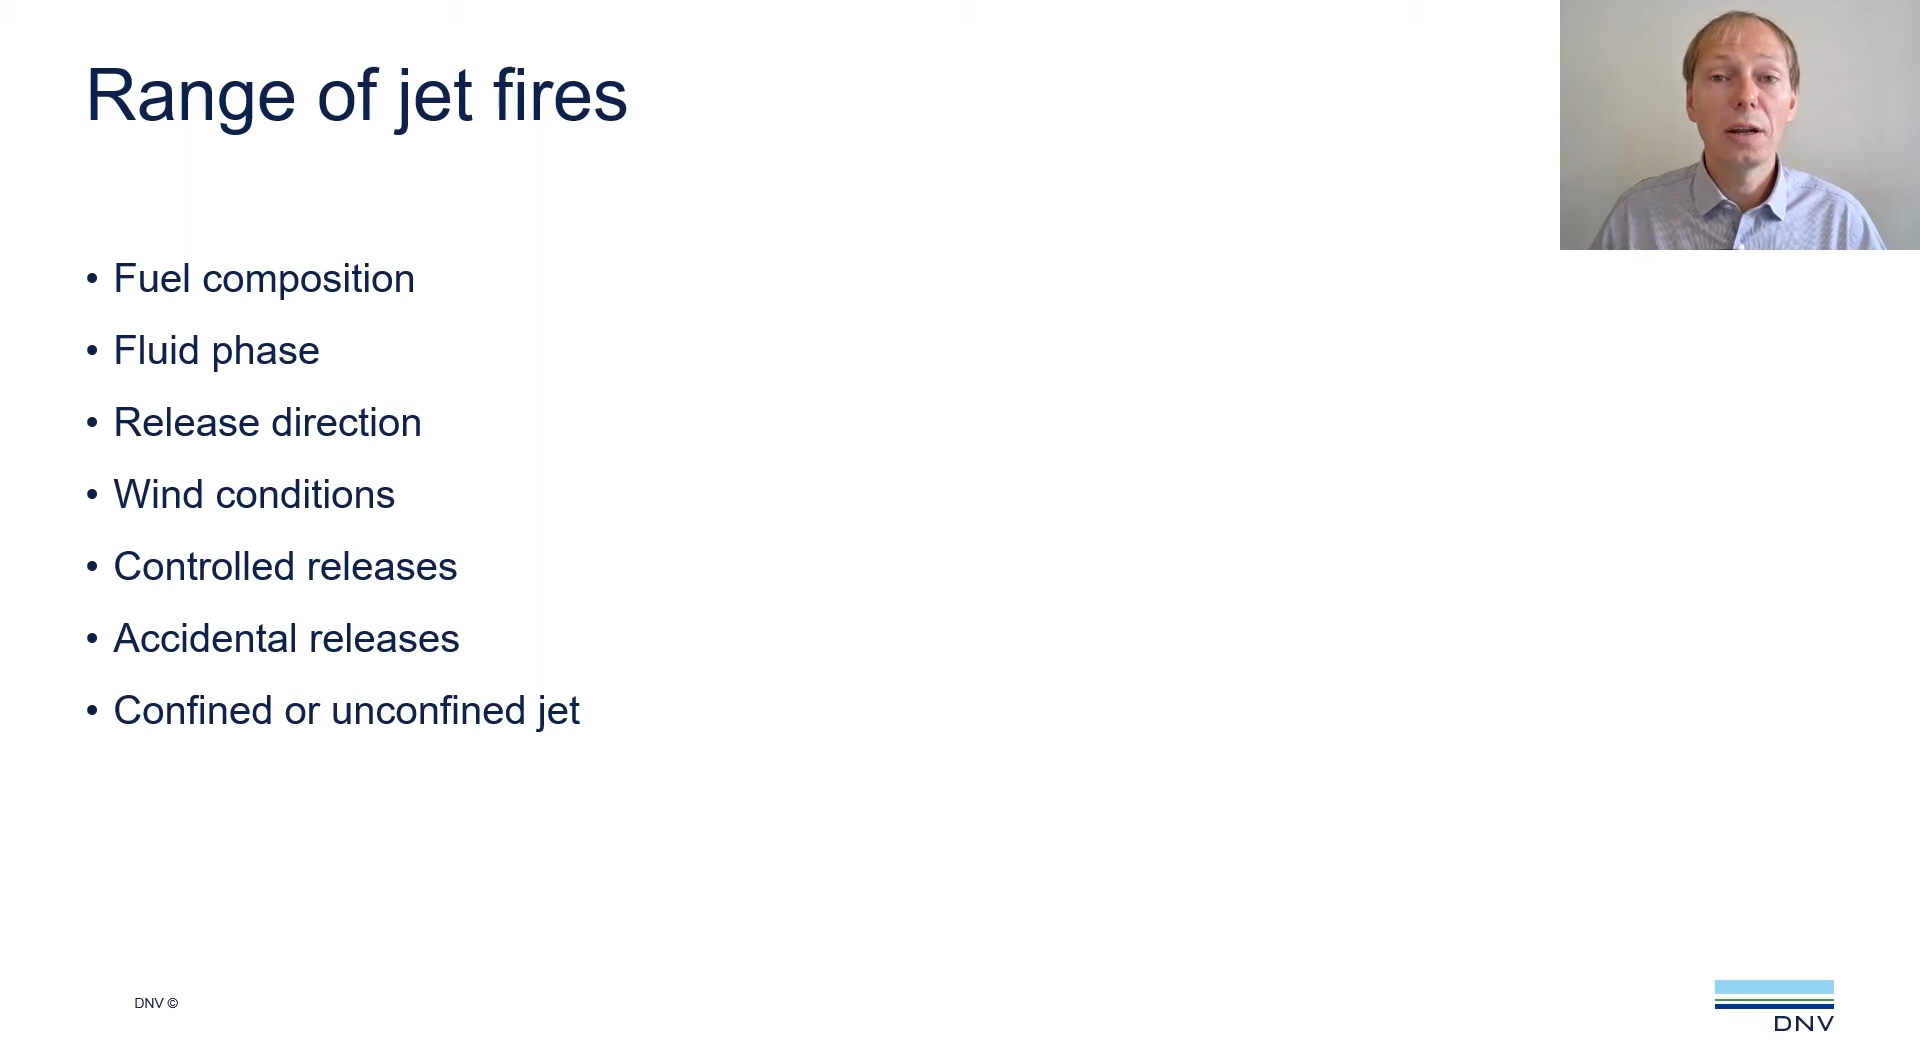 Range of jet fires
• Fuel composition
• Fluid phase
• Release direction
• Wind conditions
• Controlled releases
• Accidental releases
• Confined or unconfined jet
DNV ©
DNV